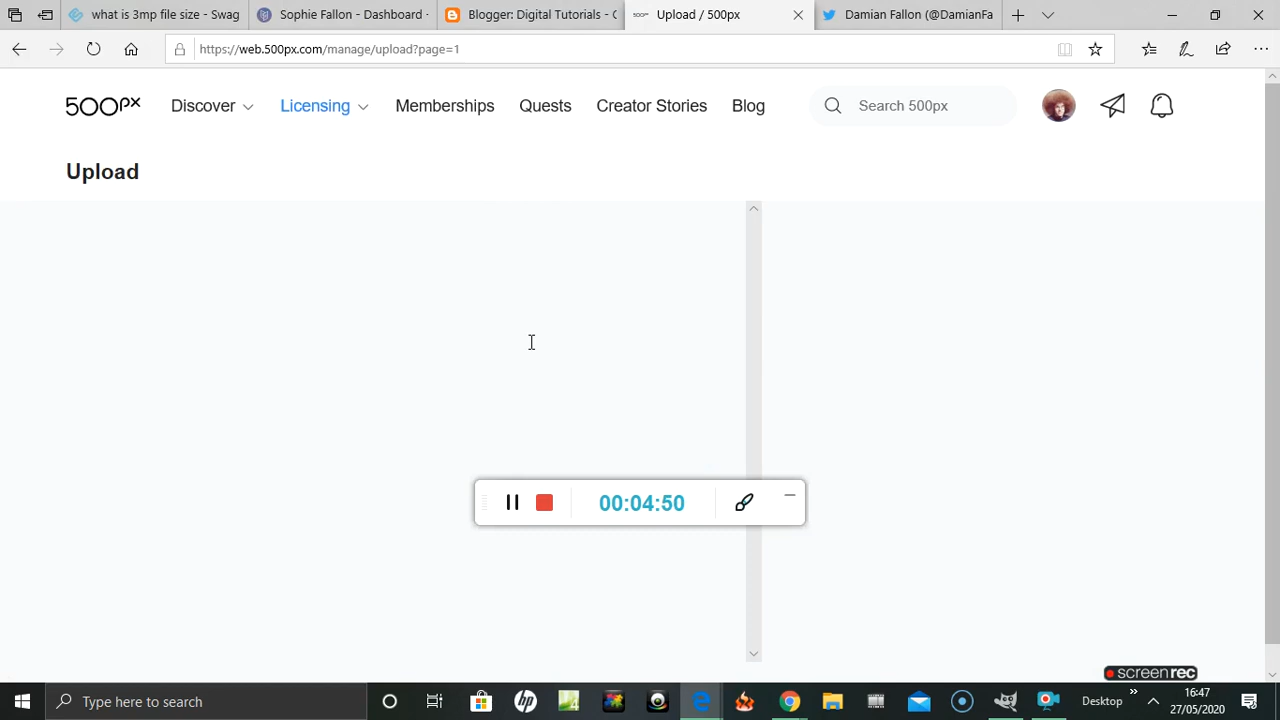 what is 3mp file size - Swag
Sophie Fallon - Dashboard -
Blogger: Digital Tutorials - C
Upload / 500px
Damian Fallon (@DamianFa
https://web.500px.com/manage/upload?page=1
500px Discover Licensing Memberships Quests Creator Stories Blog Search 500px
Upload
00:04:50
screenrec
Type here to search
hp
Desktop
16:47
27/05/2020